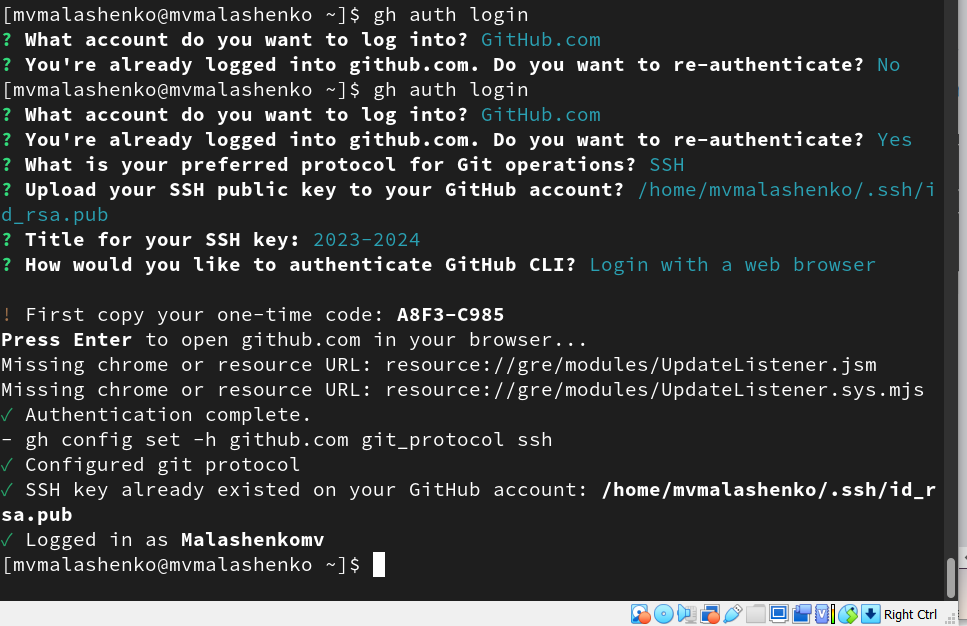 [mvmalashenko@mvmalashenko ~]$ gh auth login
? What account do you want to log into? GitHub.com
? You're already logged into github.com. Do you want to re-authenticate? No
[mvmalashenko@mvmalashenko ~]$ gh auth login
? What account do you want to log into? GitHub.com
? You're already logged into github.com. Do you want to re-authenticate? Yes
? What is your preferred protocol for Git operations? SSH
? Upload your SSH public key to your GitHub account? /home/mvmalashenko/.ssh/i
d_rsa.pub
? Title for your SSH key: 2023-2024
? How would you like to authenticate GitHub CLI? Login with a web browser
! First copy your one-time code: A8F3-C985
Press Enter to open github.com in your browser...
Missing chrome or resource URL: resource://gre/modules/UpdateListener.jsm
Missing chrome or resource URL: resource://gre/modules/UpdateListener.sys.mjs
✓ Authentication complete.
- gh config set -h github.com git_protocol ssh
✓ Configured git protocol
✓ SSH key already existed on your GitHub account: /home/mvmalashenko/.ssh/id_r
sa.pub
✓ Logged in as Malashenkomv
[mvmalashenko@mvmalashenko ~]$
Right Ctrl